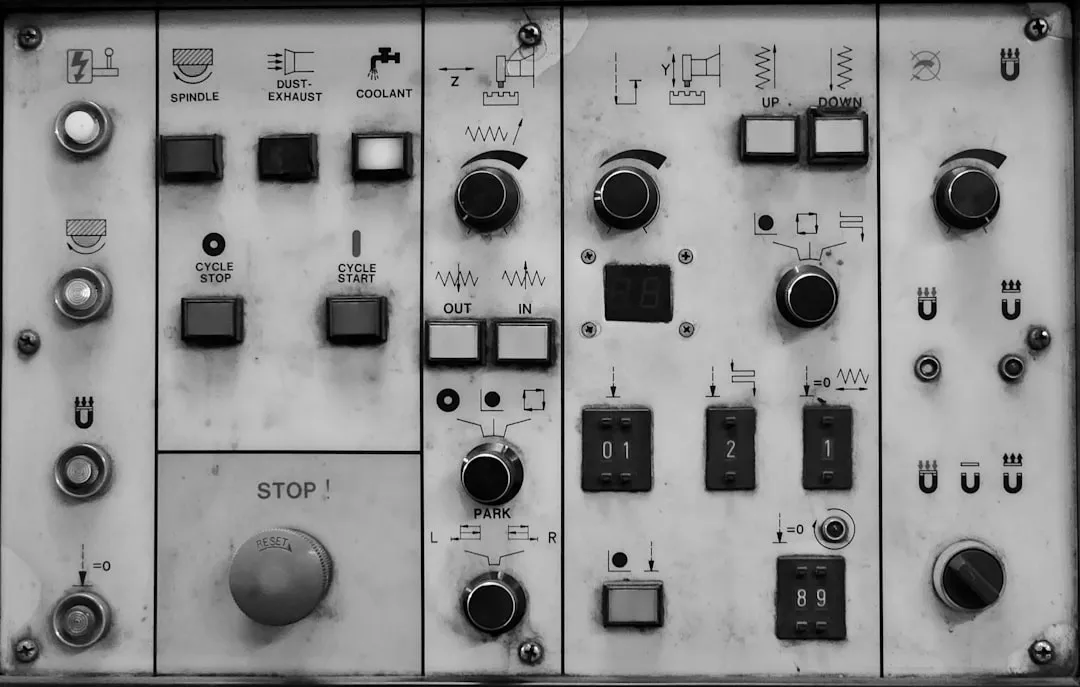 SPINDLE
DUST-
EXHAUST
COOLANT
Z
Y
UP
DOWN
CYCLE
STOP
CYCLE
START
OUT
IN
=0
01
2
1
STOP !
RESET
PARK
L
R
=0
=0
89